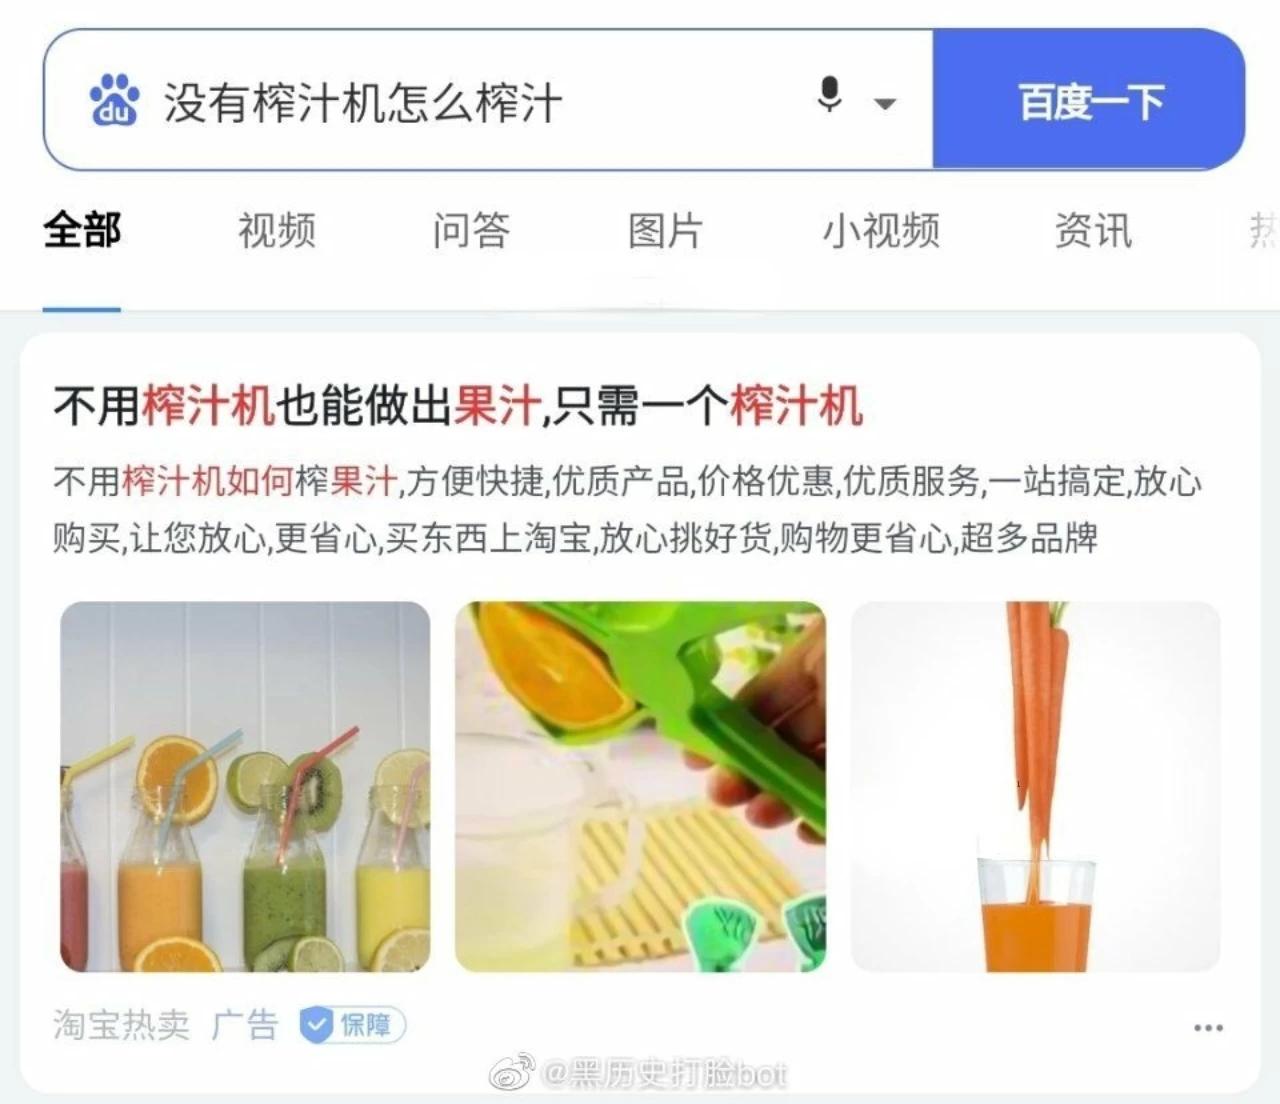 du 没有榨汁机怎么榨汁 百度一下
全部 视频 问答 图片 小视频 资讯 热
不用榨汁机也能做出果汁,只需一个榨汁机
不用榨汁机如何榨果汁,方便快捷,优质产品,价格优惠,优质服务,一站搞定,放心
购买,让您放心,更省心,买东西上淘宝,放心挑好货,购物更省心,超多品牌
淘宝热卖 广告 保障
@黑历史打脸bot